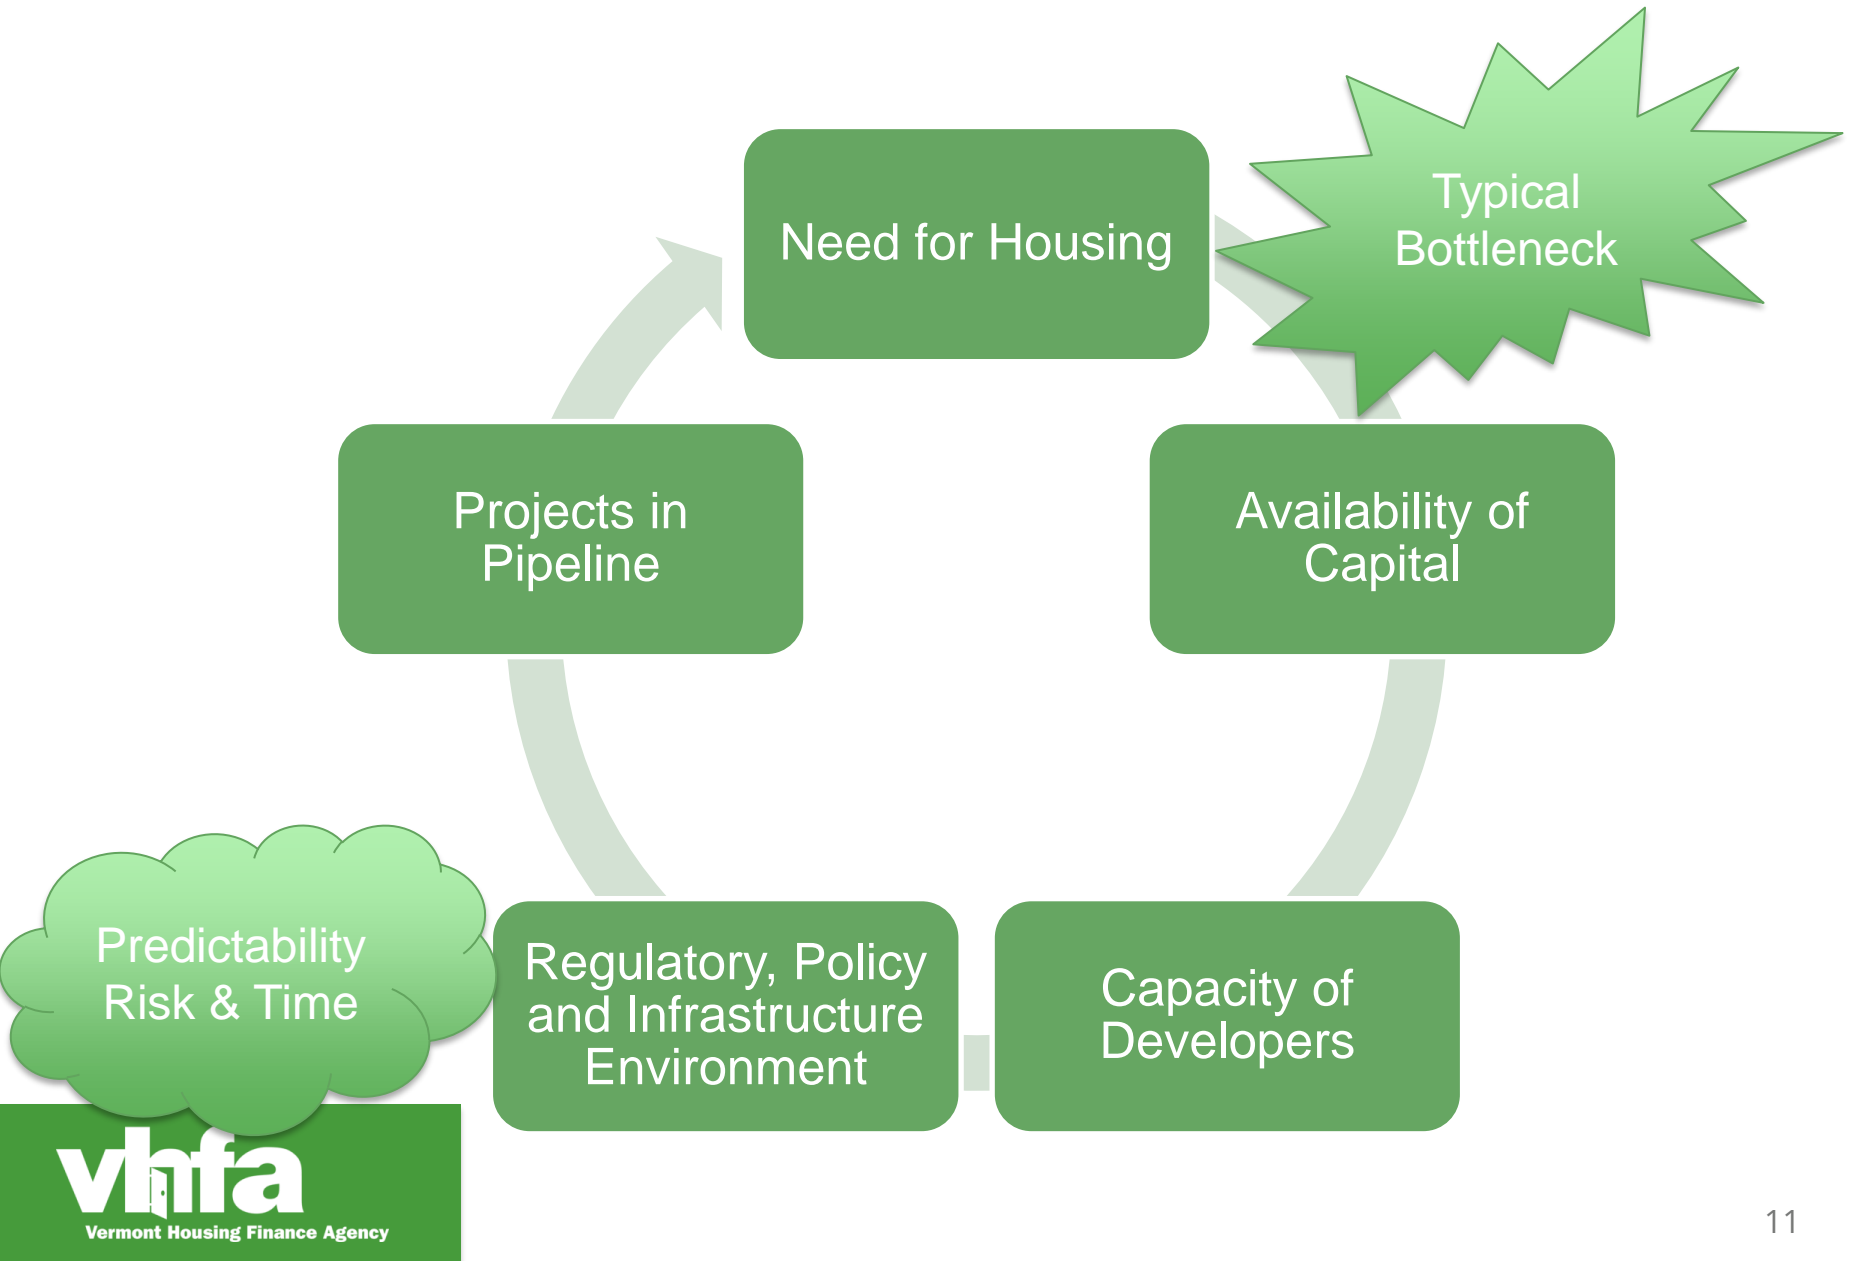 Typical
Bottleneck
Need for Housing
Projects in
Pipeline
Availability of
Capital
Predictability
Risk & Time
Regulatory, Policy
and Infrastructure
Environment
Capacity of
Developers
vhfa
Vermont Housing Finance Agency
11